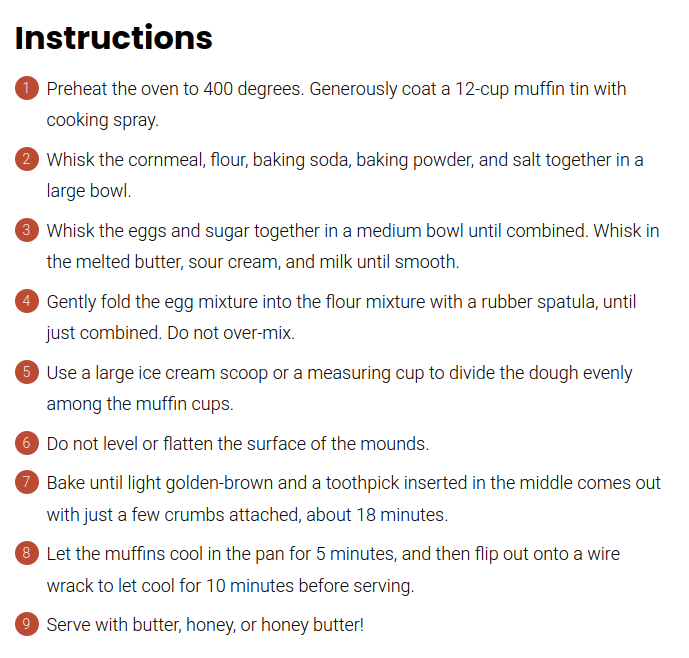 Instructions
1 Preheat the oven to 400 degrees. Generously coat a 12-cup muffin tin with
cooking spray.
2 Whisk the cornmeal, flour, baking soda, baking powder, and salt together in a
large bowl.
3 Whisk the eggs and sugar together in a medium bowl until combined. Whisk in
the melted butter, sour cream, and milk until smooth.
4 Gently fold the egg mixture into the flour mixture with a rubber spatula, until
just combined. Do not over-mix.
5 Use a large ice cream scoop or a measuring cup to divide the dough evenly
among the muffin cups.
6 Do not level or flatten the surface of the mounds.
7 Bake until light golden-brown and a toothpick inserted in the middle comes out
with just a few crumbs attached, about 18 minutes.
8 Let the muffins cool in the pan for 5 minutes, and then flip out onto a wire
wrack to let cool for 10 minutes before serving.
9 Serve with butter, honey, or honey butter!